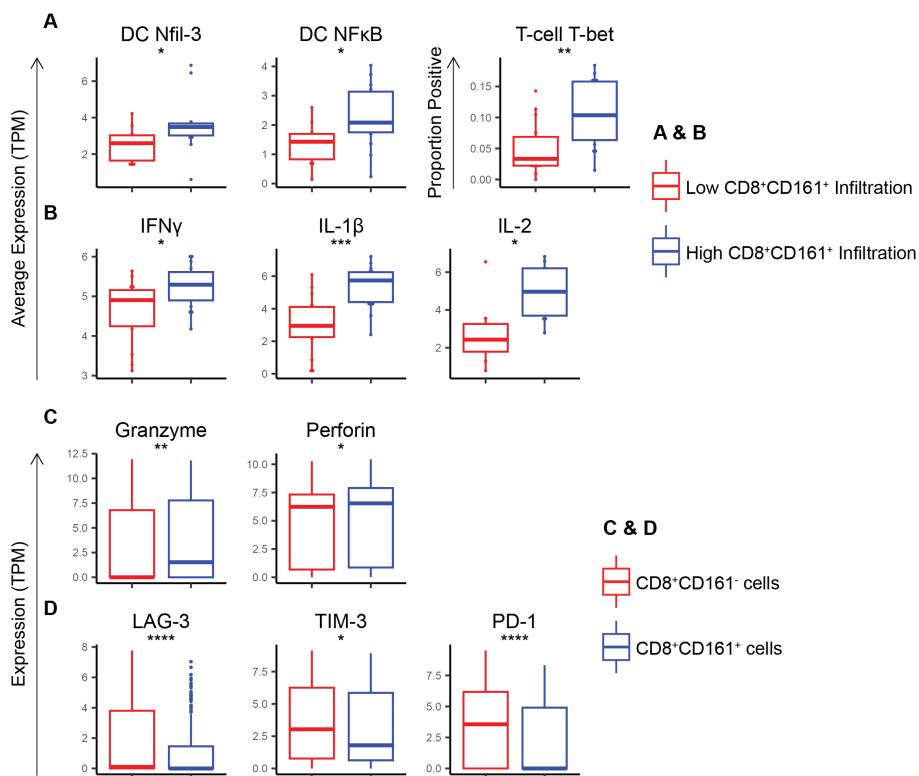 A
DC Nfil-3
*
6
4
2
DC NFκB
*
4
3
2
1
0
T-cell T-bet
**
0.15
0.10
0.05
0.00
Proportion Positive
Average Expression (TPM)
B
IFNγ
*
6
5
4
3
IL-1β
***
6
4
2
0
IL-2
*
6
4
2
A & B
Low CD8⁺CD161⁺ Infiltration
High CD8⁺CD161⁺ Infiltration
C
Granzyme
**
12.5
7.5
5.0
2.5
0.0
Perforin
*
10.0
7.5
5.0
2.5
0.0
Expression (TPM)
D
LAG-3
****
8
6
4
2
0
TIM-3
*
7.5
5.0
2.5
0.0
PD-1
****
7.5
5.0
2.5
0.0
C & D
CD8⁺CD161⁻ cells
CD8⁺CD161⁺ cells